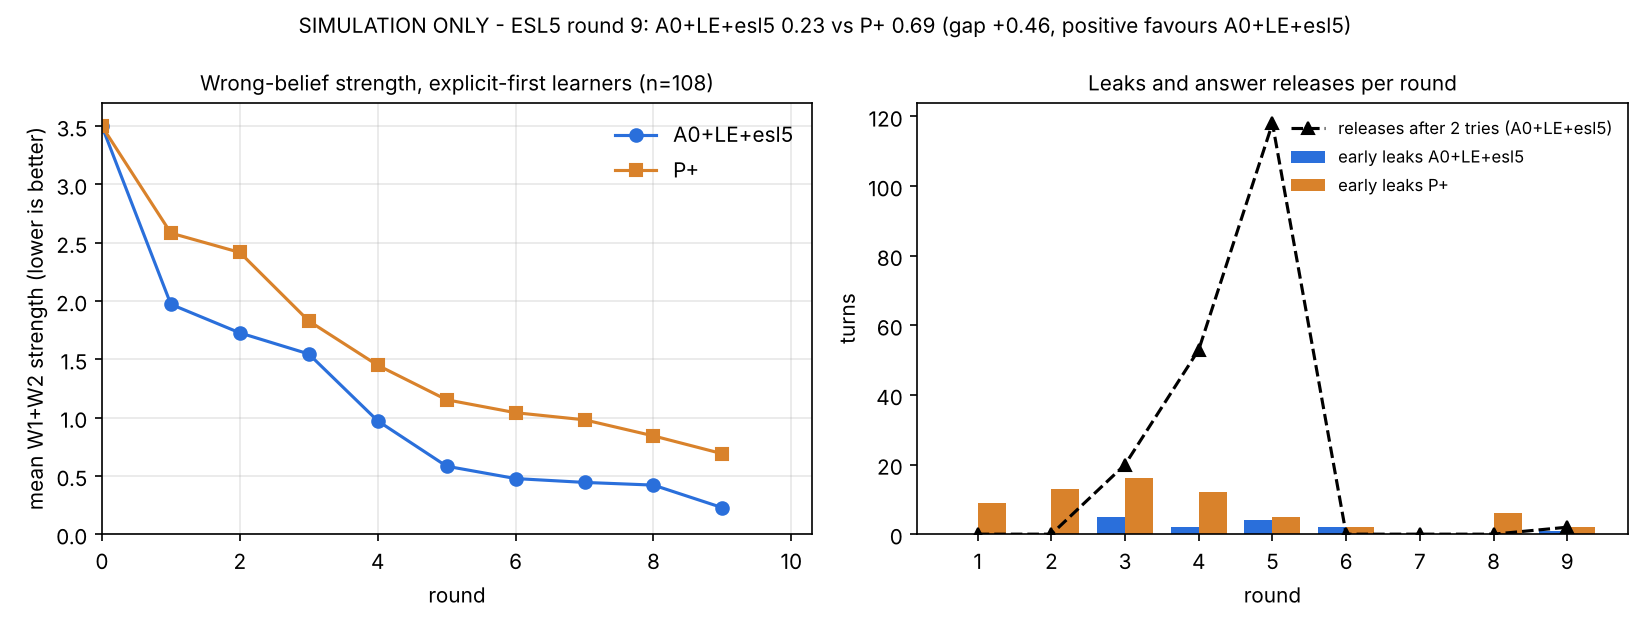 SIMULATION ONLY - ESL5 round 9: A0+LE+esl5 0.23 vs P+ 0.69 (gap +0.46, positive favours A0+LE+esl5)
Wrong-belief strength, explicit-first learners (n=108)
mean W1+W2 strength (lower is better)
3.5
3.0
2.5
2.0
1.5
1.0
0.5
0.0
A0+LE+esl5
P+
0 2 4 6 8 10
round
Leaks and answer releases per round
turns
120
100
80
60
40
20
0
releases after 2 tries (A0+LE+esl5)
early leaks A0+LE+esl5
early leaks P+
1 2 3 4 5 6 7 8 9
round